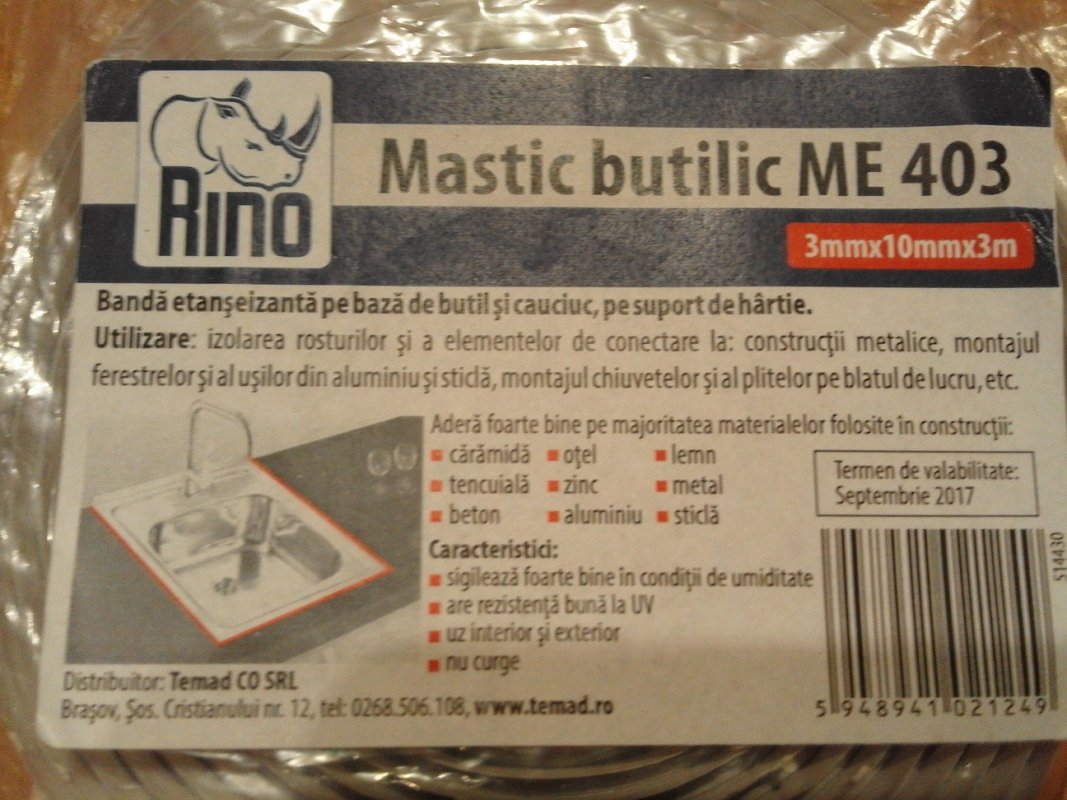 RINO
Mastic butilic ME 403
3mmx10mmx3m
Bandă etanşeizantă pe bază de butil şi cauciuc, pe suport de hârtie.
Utilizare: izolarea rosturilor şi a elementelor de conectare la: construcţii metalice, montajul
ferestrelor şi al uşilor din aluminiu şi sticlă, montajul chiuvetelor şi al plitelor pe blatul de lucru, etc.
Aderă foarte bine pe majoritatea materialelor folosite în construcţii:
cărămidă oţel lemn
tencuială zinc metal
beton aluminiu sticlă
Termen de valabilitate:
Septembrie 2017
Caracteristici:
sigilează foarte bine în condiţii de umiditate
are rezistenţă bună la UV
uz interior şi exterior
nu curge
514430
5 948941 021249
Distribuitor: Temad CO SRL
Braşov, Şos. Cristianului nr. 12, tel: 0268.506.108, www.temad.ro